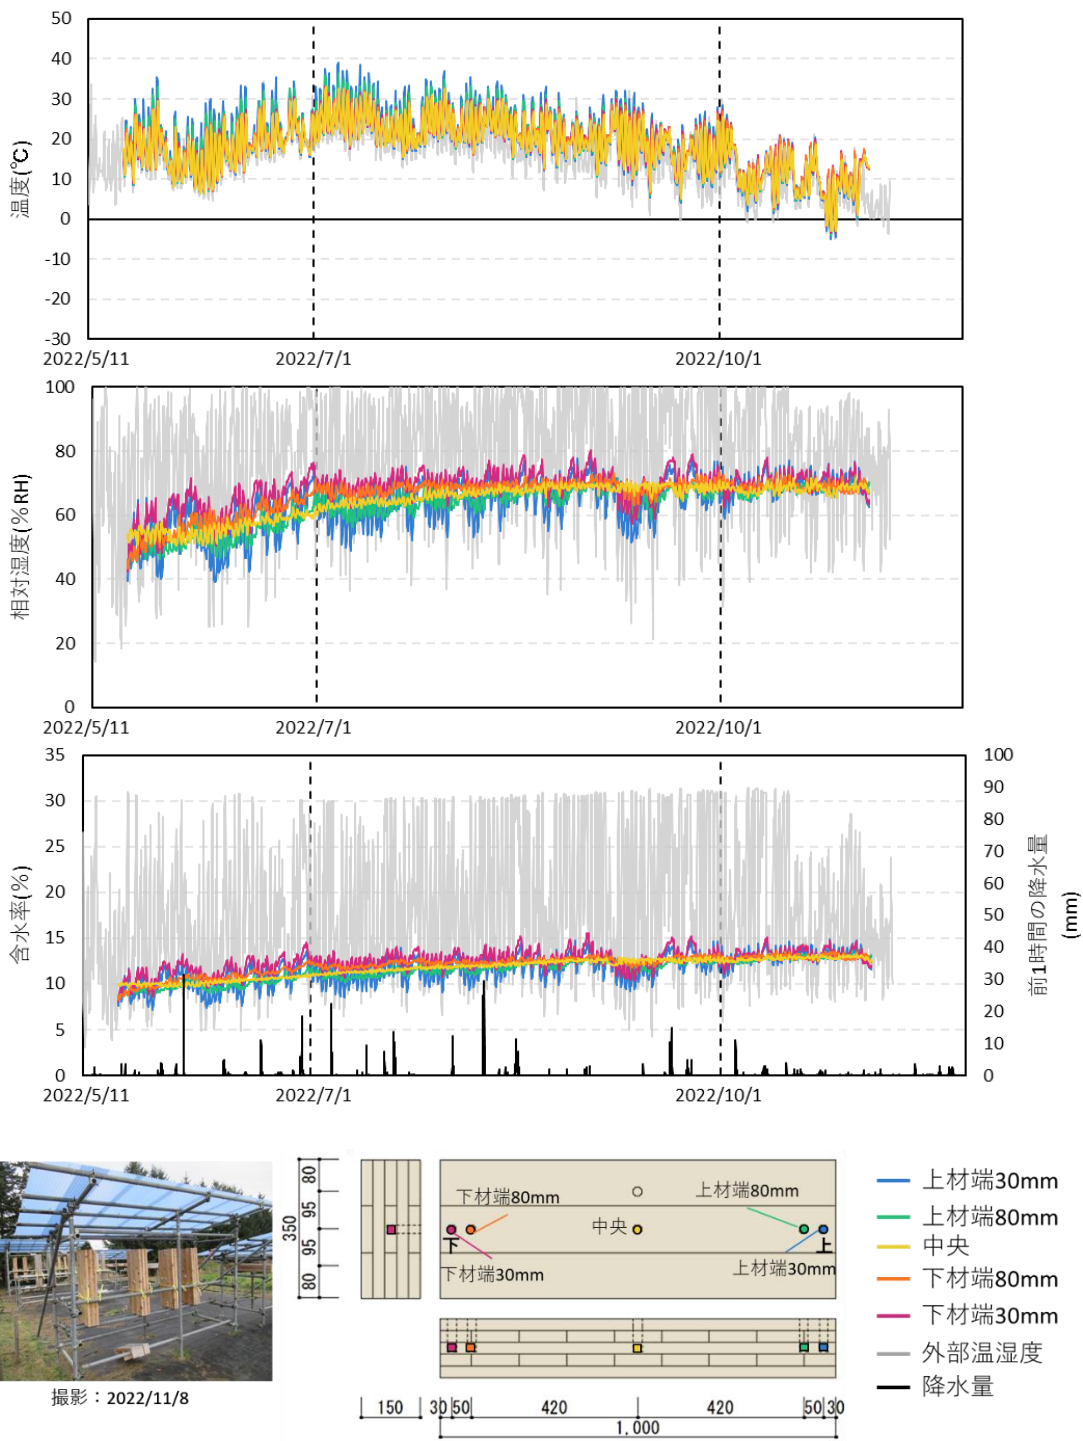 50
40
30
20
10
0
-10
-20
-30
温度(℃)
2022/5/11
2022/7/1
2022/10/1
100
80
60
40
20
0
相対湿度(%RH)
2022/5/11
2022/7/1
2022/10/1
35
30
25
20
15
10
5
0
含水率(%)
100
90
80
70
60
50
40
30
20
10
0
前1時間の降水量
(mm)
2022/5/11
2022/7/1
2022/10/1
撮影：2022/11/8
80
95
95
80
350
150
下材端80mm
上材端80mm
中央
下
上
下材端30mm
上材端30mm
30
50
420
420
50
30
1,000
上材端30mm
上材端80mm
中央
下材端80mm
下材端30mm
外部温湿度
降水量